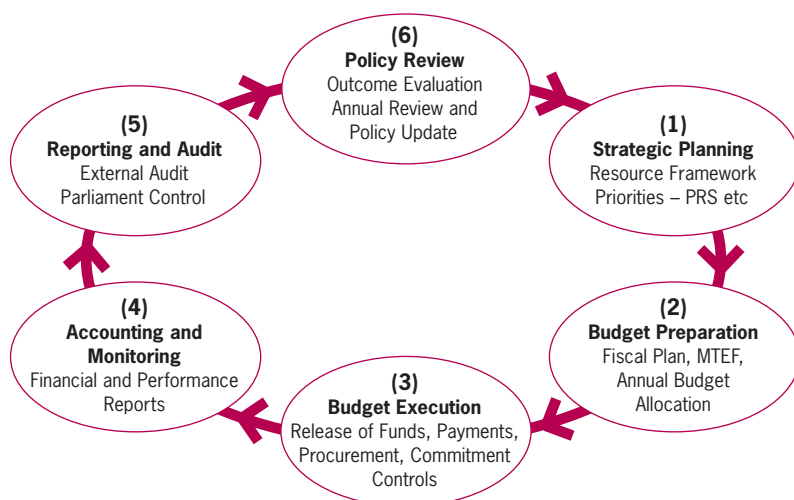 (6)
Policy Review
Outcome Evaluation
Annual Review and
Policy Update
(1)
Strategic Planning
Resource Framework
Priorities – PRS etc
(2)
Budget Preparation
Fiscal Plan, MTEF,
Annual Budget
Allocation
(3)
Budget Execution
Release of Funds, Payments,
Procurement, Commitment
Controls
(4)
Accounting and
Monitoring
Financial and Performance
Reports
(5)
Reporting and Audit
External Audit
Parliament Control